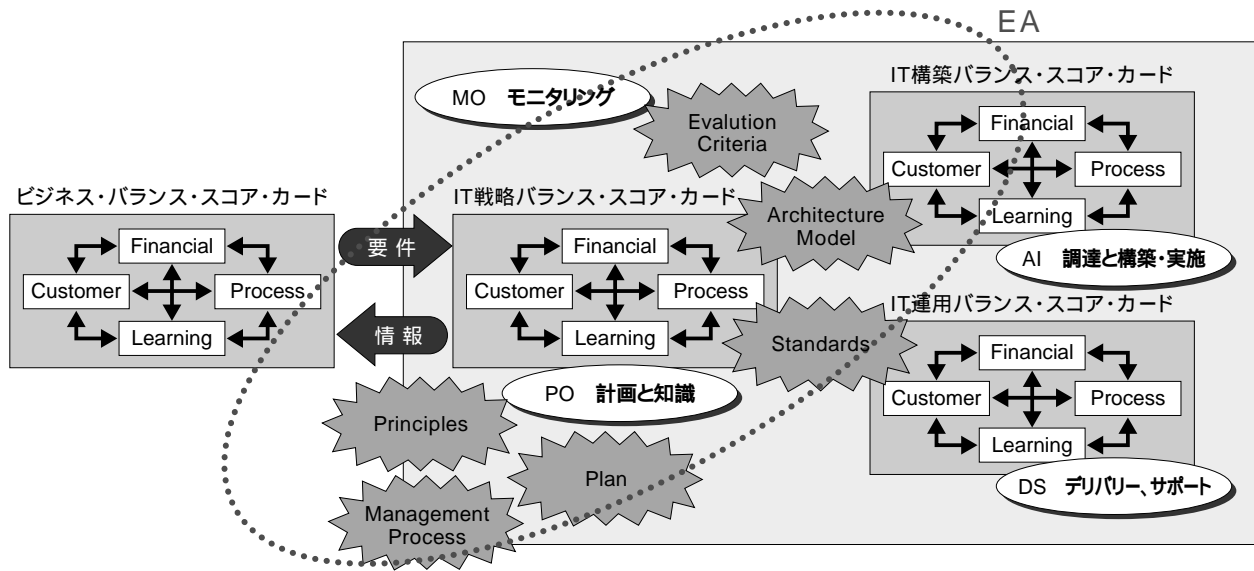 EA
MO モニタリング
Evalution
Criteria
IT構築バランス・スコア・カード
Financial
Customer
Process
Learning
AI 調達と構築・実施
ビジネス・バランス・スコア・カード
Financial
Customer
Process
Learning
要件
情報
IT戦略バランス・スコア・カード
Financial
Customer
Process
Learning
PO 計画と知識
Architecture
Model
Standards
IT運用バランス・スコア・カード
Financial
Customer
Process
Learning
DS デリバリー、サポート
Principles
Plan
Management
Process